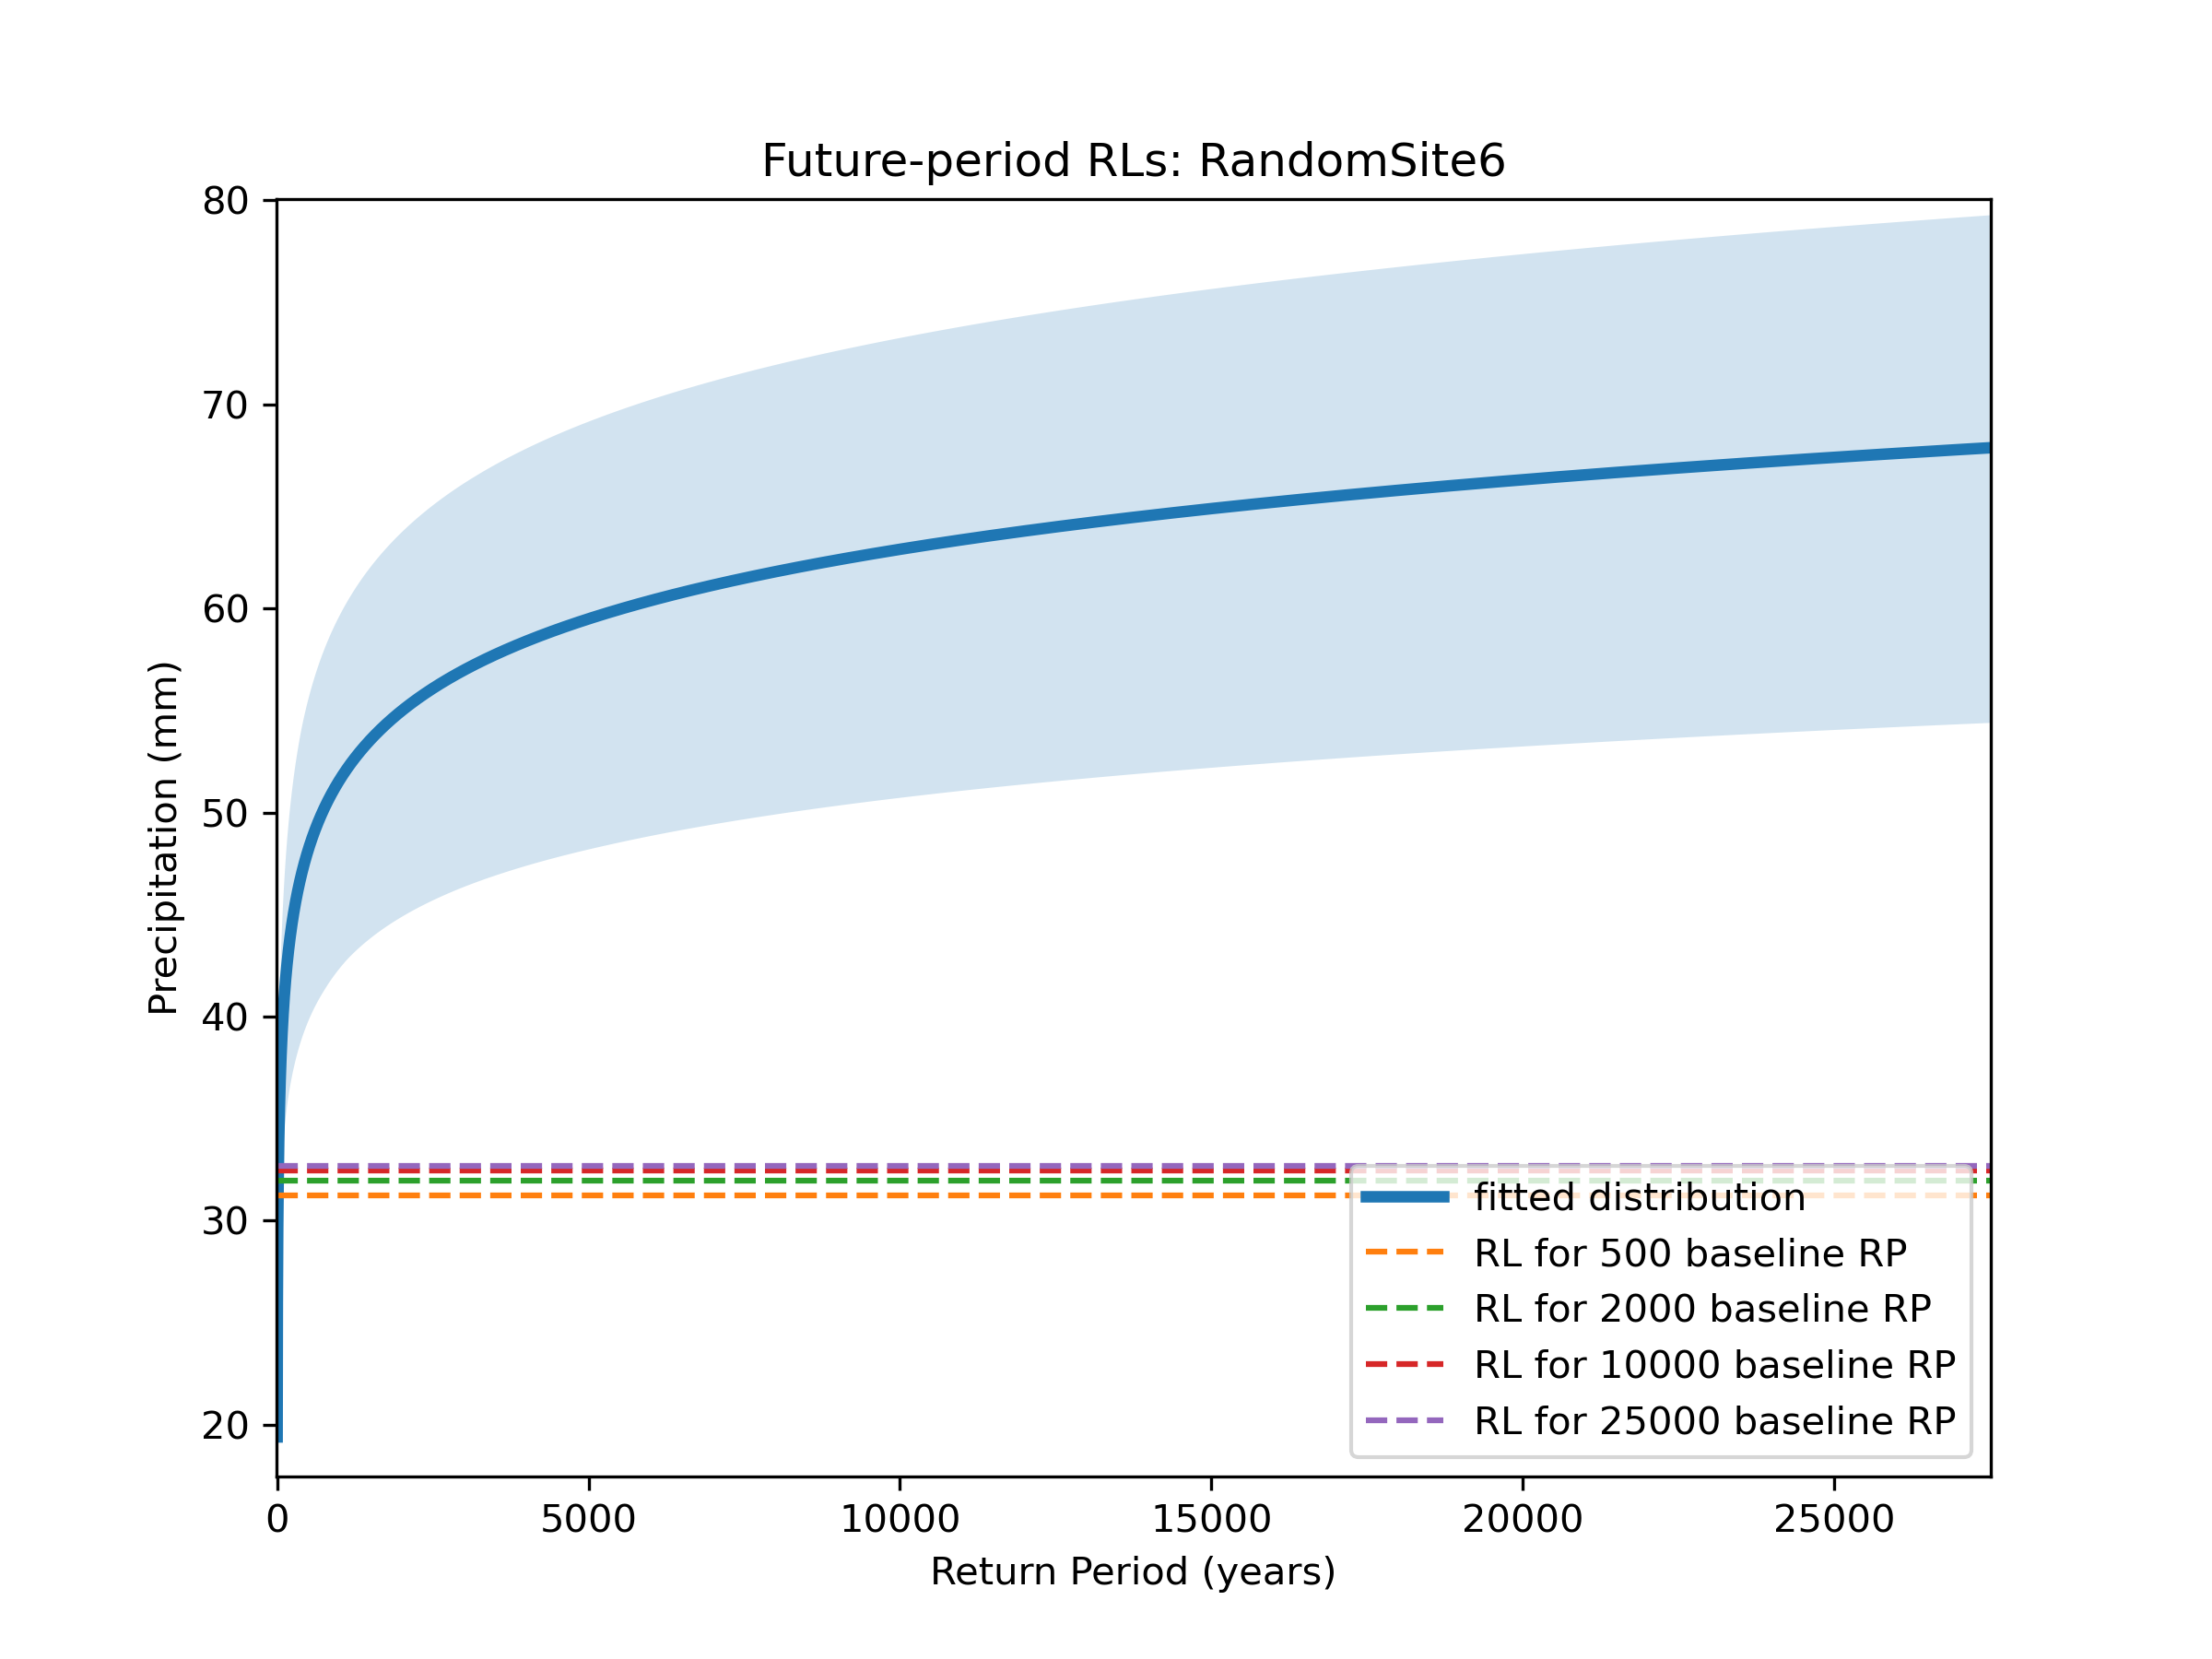 Future-period RLs: RandomSite6
80
70
60
50
40
30
20
Precipitation (mm)
fitted distribution
RL for 500 baseline RP
RL for 2000 baseline RP
RL for 10000 baseline RP
RL for 25000 baseline RP
0 5000 10000 15000 20000 25000
Return Period (years)